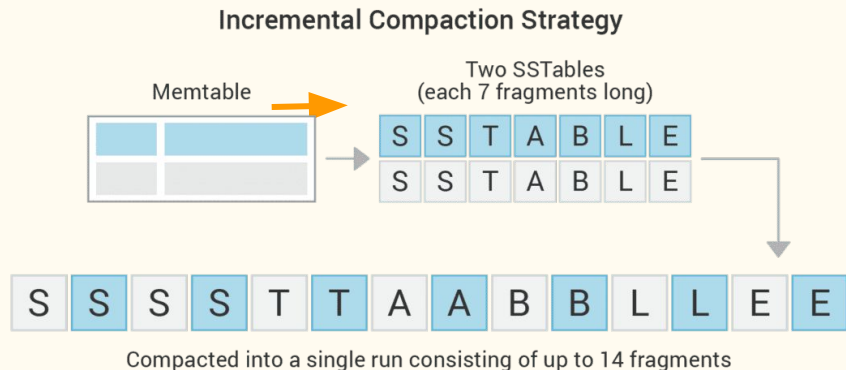 Incremental Compaction Strategy
Memtable
Two SSTables
(each 7 fragments long)
S S T A B L E
S S T A B L E
S S S S T T A A B B L L E E
Compacted into a single run consisting of up to 14 fragments